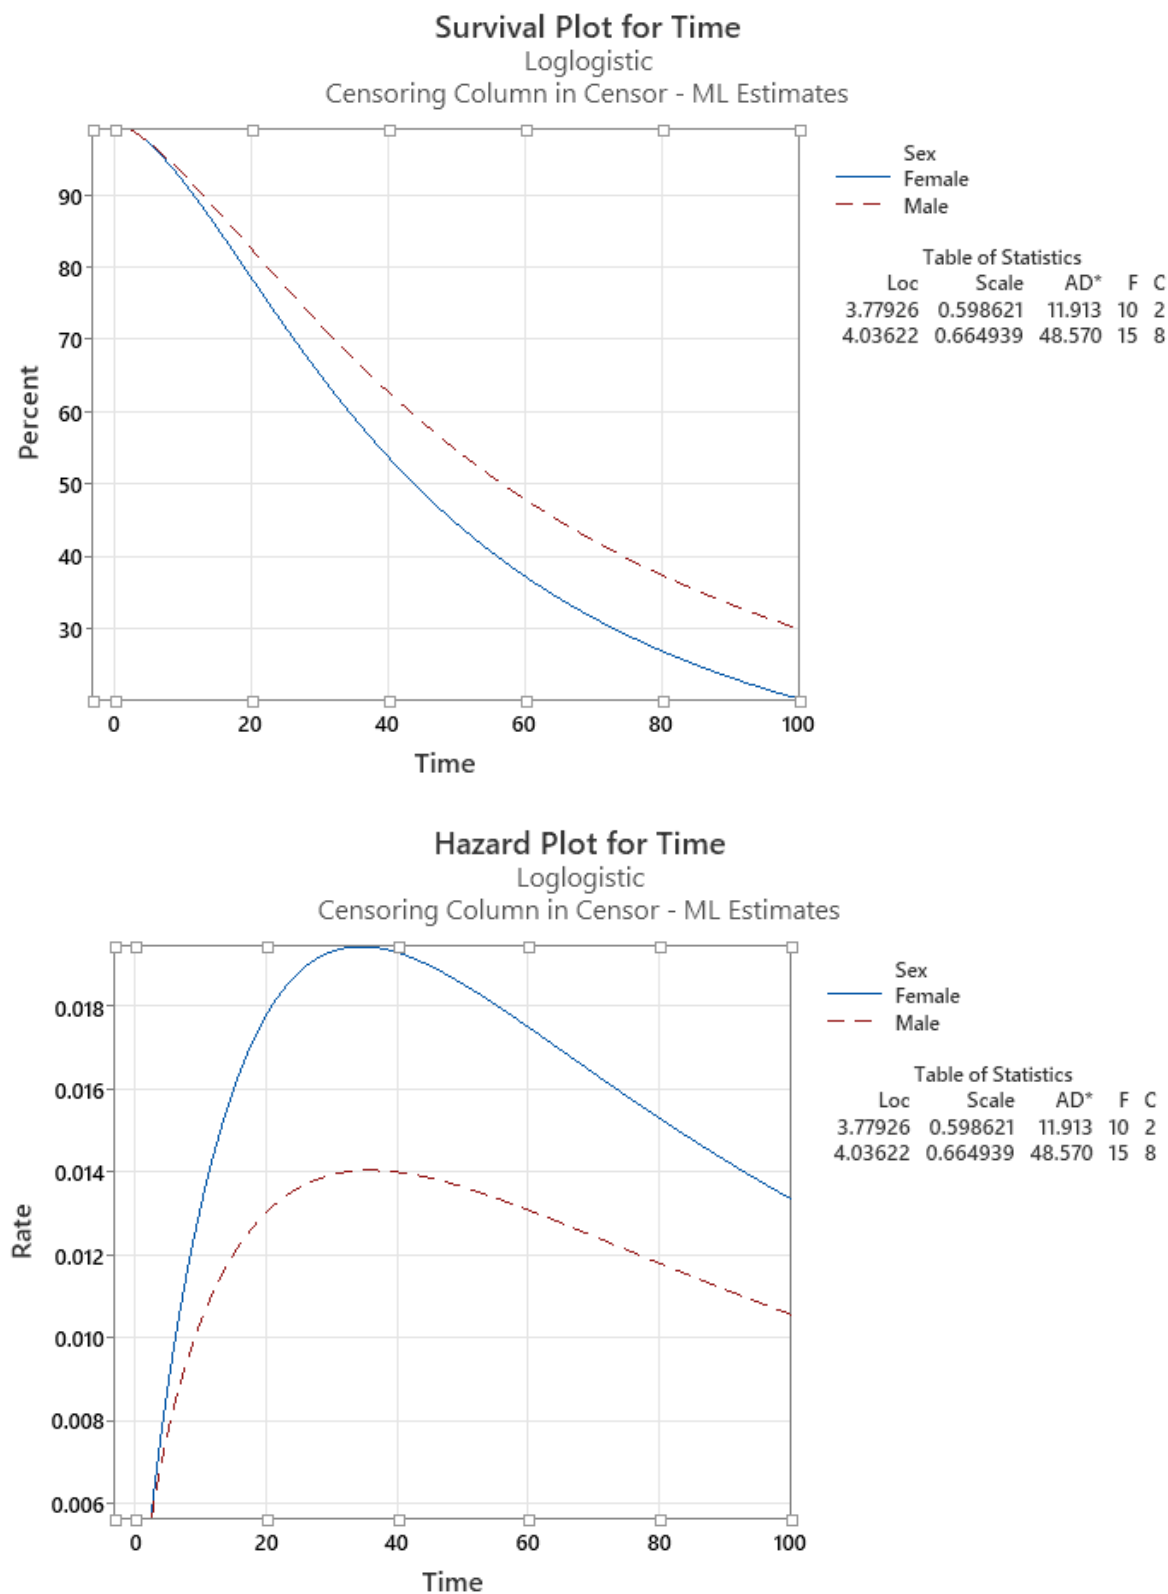 Survival Plot for Time
Loglogistic
Censoring Column in Censor - ML Estimates
Sex
Female
Male
Table of Statistics
Loc Scale AD* F C
3.77926 0.598621 11.913 10 2
4.03622 0.664939 48.570 15 8
Percent
90
80
70
60
50
40
30
0 20 40 60 80 100
Time
Hazard Plot for Time
Loglogistic
Censoring Column in Censor - ML Estimates
Sex
Female
Male
Table of Statistics
Loc Scale AD* F C
3.77926 0.598621 11.913 10 2
4.03622 0.664939 48.570 15 8
Rate
0.018
0.016
0.014
0.012
0.010
0.008
0.006
0 20 40 60 80 100
Time